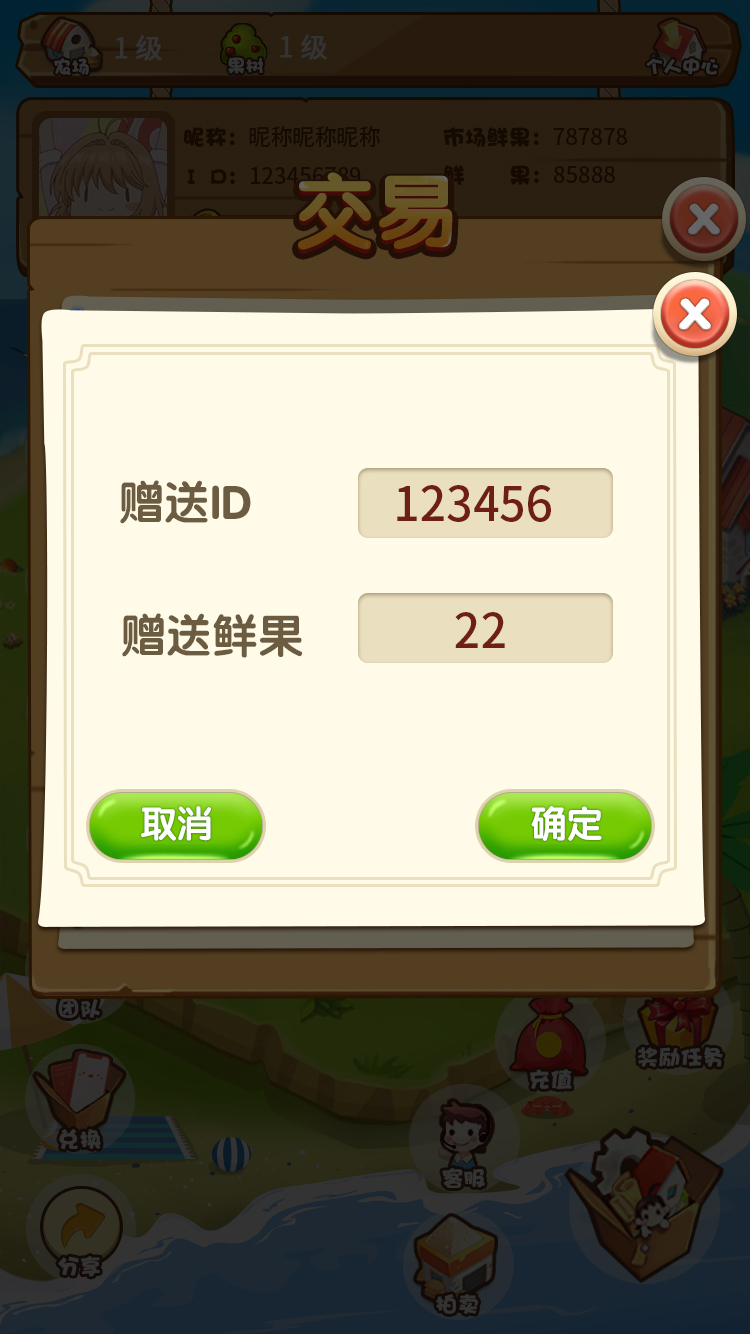 农场 1 级 果树 1 级 个人中心
昵称： 昵称昵称昵称 市场鲜果： 787878
I D： 123456789 鲜 果： 85888
交易
赠送ID 123456
赠送鲜果 22
取消 确定
团队
充值 奖励任务
兑换
客服
分享
拍卖